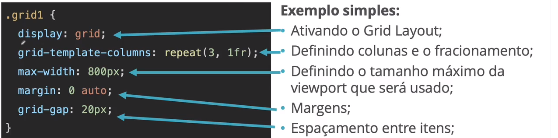 .grid1 {
display: grid;
grid-template-columns: repeat(3, 1fr);
max-width: 800px;
margin: 0 auto;
grid-gap: 20px;
}
Exemplo simples:
• Ativando o Grid Layout;
• Definindo colunas e o fracionamento;
• Definindo o tamanho máximo da
viewport que será usado;
• Margens;
• Espaçamento entre itens;